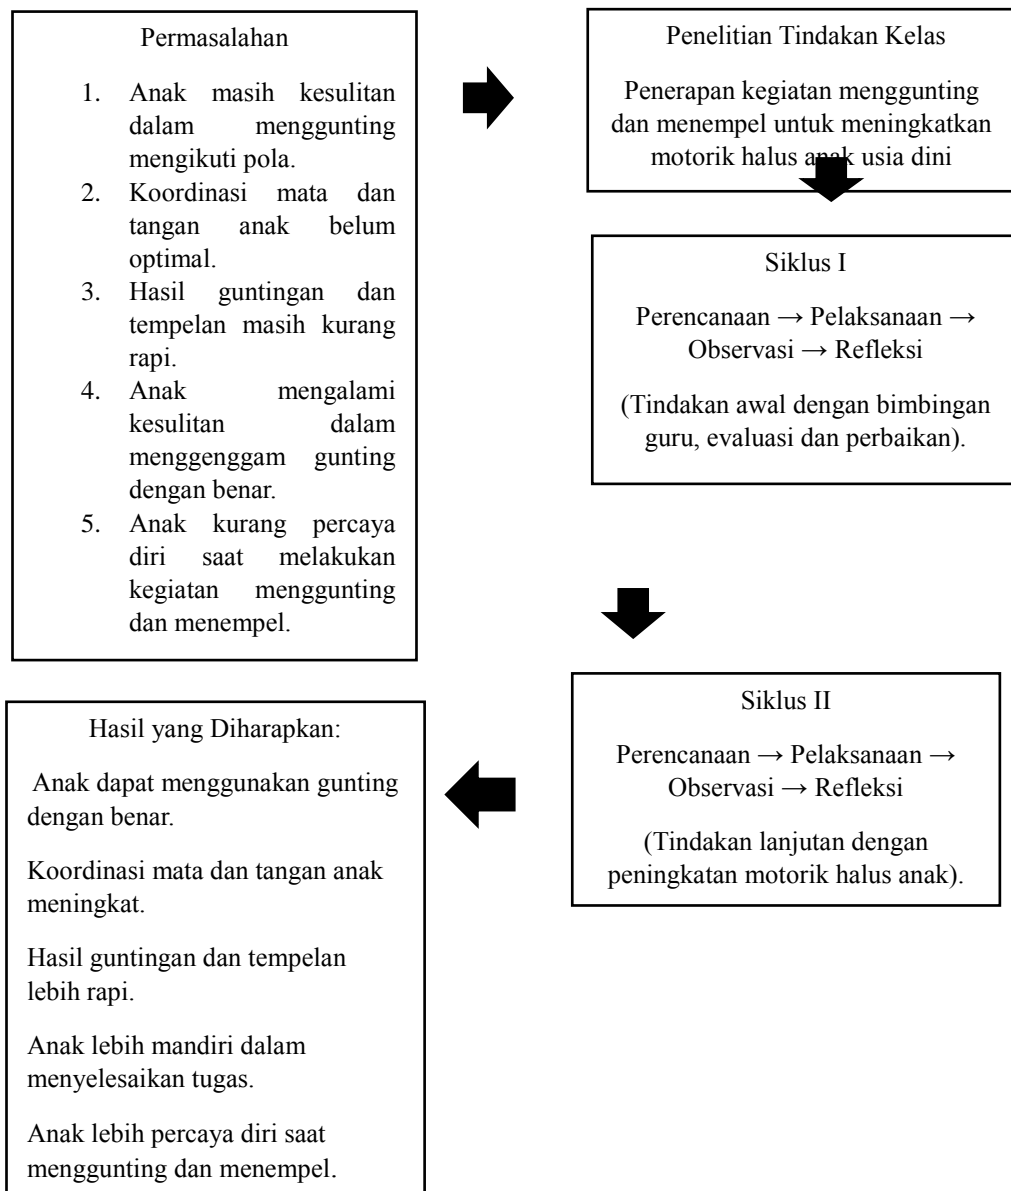 Permasalahan
1. Anak masih kesulitan
dalam menggunting
mengikuti pola.
2. Koordinasi mata dan
tangan anak belum
optimal.
3. Hasil guntingan dan
tempelan masih kurang
rapi.
4. Anak mengalami
kesulitan dalam
menggenggam gunting
dengan benar.
5. Anak kurang percaya
diri saat melakukan
kegiatan menggunting
dan menempel.
Penelitian Tindakan Kelas
Penerapan kegiatan menggunting
dan menempel untuk meningkatkan
motorik halus anak usia dini
Siklus I
Perencanaan → Pelaksanaan →
Observasi → Refleksi
(Tindakan awal dengan bimbingan
guru, evaluasi dan perbaikan).
Siklus II
Perencanaan → Pelaksanaan →
Observasi → Refleksi
(Tindakan lanjutan dengan
peningkatan motorik halus anak).
Hasil yang Diharapkan:
Anak dapat menggunakan gunting
dengan benar.
Koordinasi mata dan tangan anak
meningkat.
Hasil guntingan dan tempelan
lebih rapi.
Anak lebih mandiri dalam
menyelesaikan tugas.
Anak lebih percaya diri saat
menggunting dan menempel.